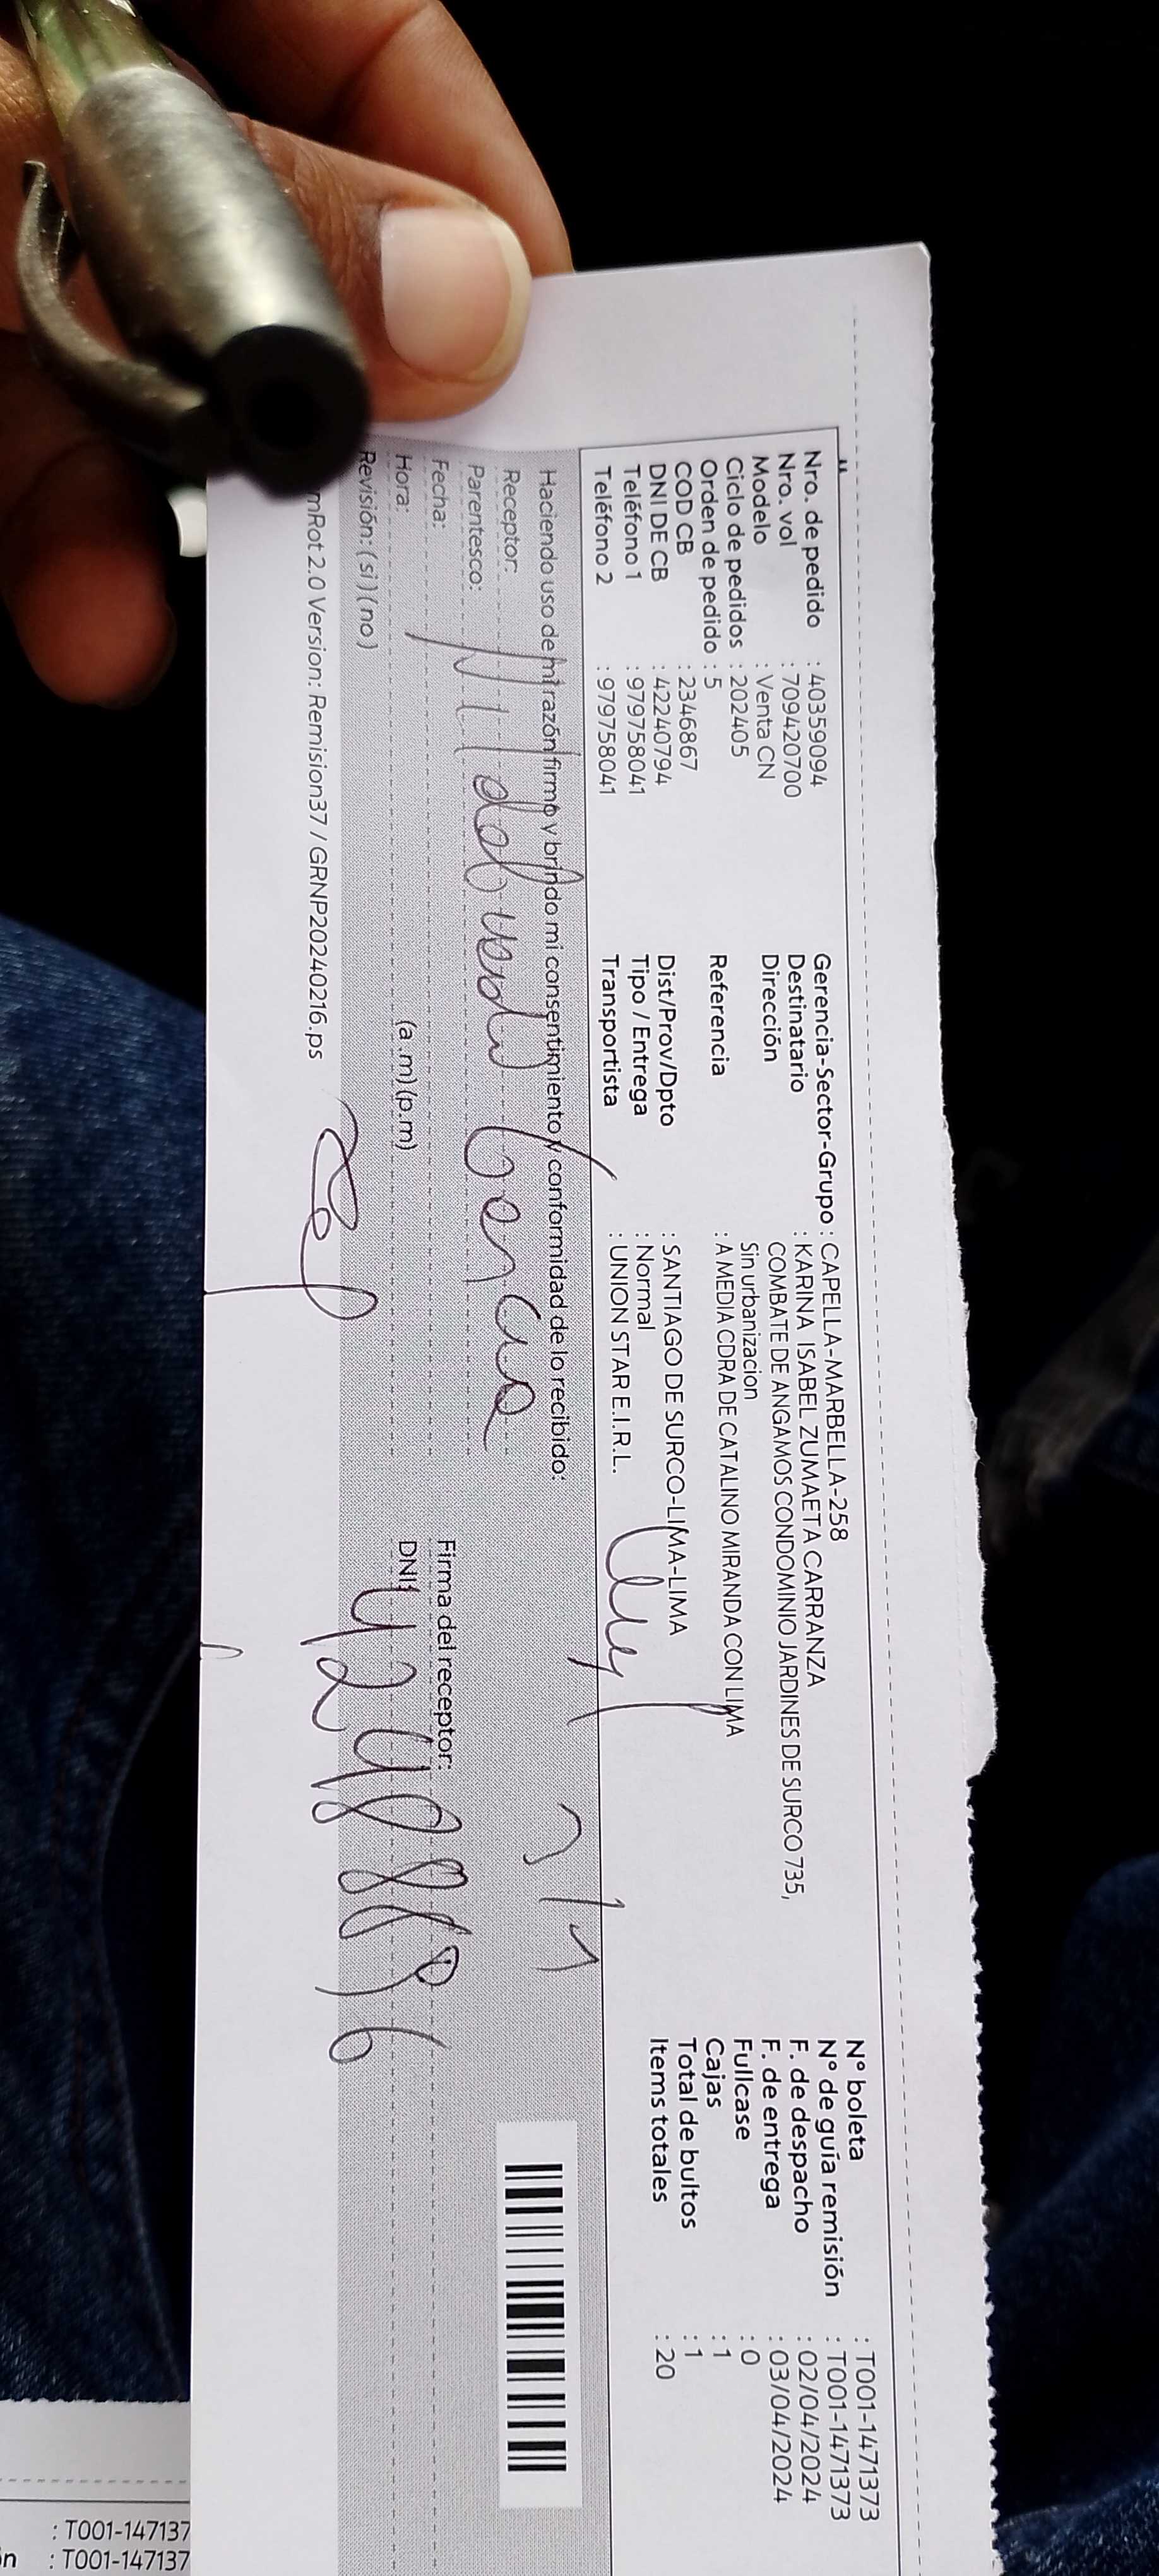 Nro. de pedido : 40359094
Nro. vol : 709420700
Modelo : Venta CN
Ciclo de pedidos : 202405
Orden de pedido : 5
COD CB : 2346867
DNI DE CB : 42240794
Teléfono 1 : 979758041
Teléfono 2 : 979758041
Gerencia-Sector-Grupo : CAPELLA-MARBELLA-258
Destinatario : KARINA ISABEL ZUMAETA CARRANZA
Dirección COMBATE DE ANGAMOS CONDOMINIO JARDINES DE SURCO 735,
Sin urbanizacion
Referencia : A MEDIA CDRA DE CATALINO MIRANDA CON LIMA
Dist/Prov/Dpto : SANTIAGO DE SURCO-LIMA-LIMA
Tipo / Entrega : Normal
Transportista : UNION STAR E.I.R.L.
N° boleta : T001-1471373
N° de guía remisión : T001-1471373
F. de despacho : 02/04/2024
F. de entrega : 03/04/2024
Fullcase : 0
Cajas : 1
Total de bultos : 1
Items totales : 20
Haciendo uso de mi razón firmo y brindo mi consentimiento y conformidad de lo recibido:
Receptor:
Parentesco:
Fecha:
Hora: (a.m) (p.m)
Revisión: ( si ) ( no )
Firma del receptor:
DNI:
mRot 2.0 Version: Remision37 / GRNP20240216.ps
: T001-147137
: T001-147137